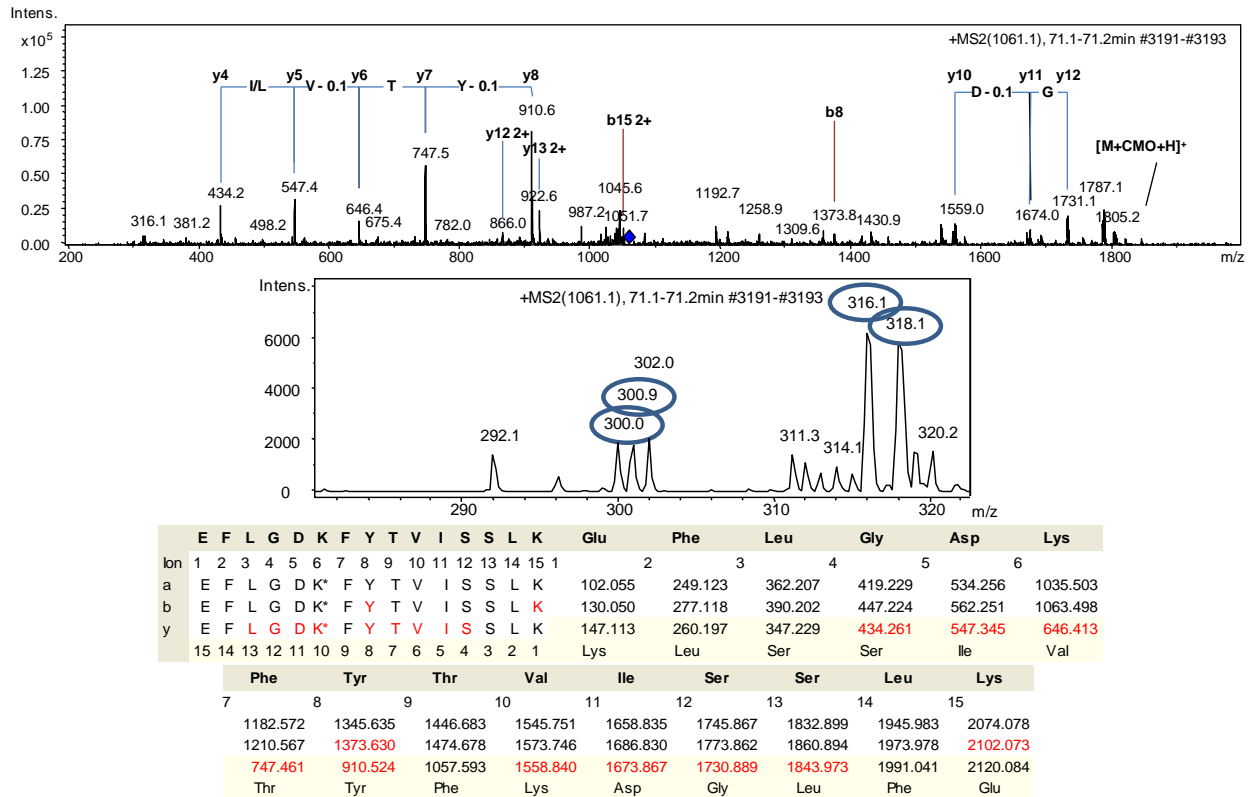 Intens.
x10⁵
+MS2(1061.1), 71.1-71.2min #3191-#3193
1.25
1.00
0.75
0.50
0.25
0.00
y4 I/L y5 V - 0.1 y6 T y7 Y - 0.1 y8
y10 D - 0.1 y11 G y12
910.6
b15 2+
b8
y12 2+
y13 2+
[M+CMO+H]⁺
747.5
434.2
547.4
646.4
316.1
381.2
498.2
675.4
782.0
866.0
922.6
987.2
1045.6
1051.7
1192.7
1258.9
1309.6
1373.8
1430.9
1559.0
1674.0
1731.1
1787.1
1805.2
200 400 600 800 1000 1200 1400 1600 1800 m/z
Intens.
+MS2(1061.1), 71.1-71.2min #3191-#3193
316.1
318.1
6000
4000
2000
0
302.0
300.9
300.0
292.1
311.3
314.1
320.2
290 300 310 320 m/z
E F L G D K F Y T V I S S L K Glu Phe Leu Gly Asp Lys
Ion 1 2 3 4 5 6 7 8 9 10 11 12 13 14 15 1 2 3 4 5 6
a E F L G D K* F Y T V I S S L K 102.055 249.123 362.207 419.229 534.256 1035.503
b E F L G D K* F Y T V I S S L K 130.050 277.118 390.202 447.224 562.251 1063.498
y E F L G D K* F Y T V I S S L K 147.113 260.197 347.229 434.261 547.345 646.413
15 14 13 12 11 10 9 8 7 6 5 4 3 2 1 Lys Leu Ser Ser Ile Val
Phe Tyr Thr Val Ile Ser Ser Leu Lys
7 8 9 10 11 12 13 14 15
1182.572 1345.635 1446.683 1545.751 1658.835 1745.867 1832.899 1945.983 2074.078
1210.567 1373.630 1474.678 1573.746 1686.830 1773.862 1860.894 1973.978 2102.073
747.461 910.524 1057.593 1558.840 1673.867 1730.889 1843.973 1991.041 2120.084
Thr Tyr Phe Lys Asp Gly Leu Phe Glu